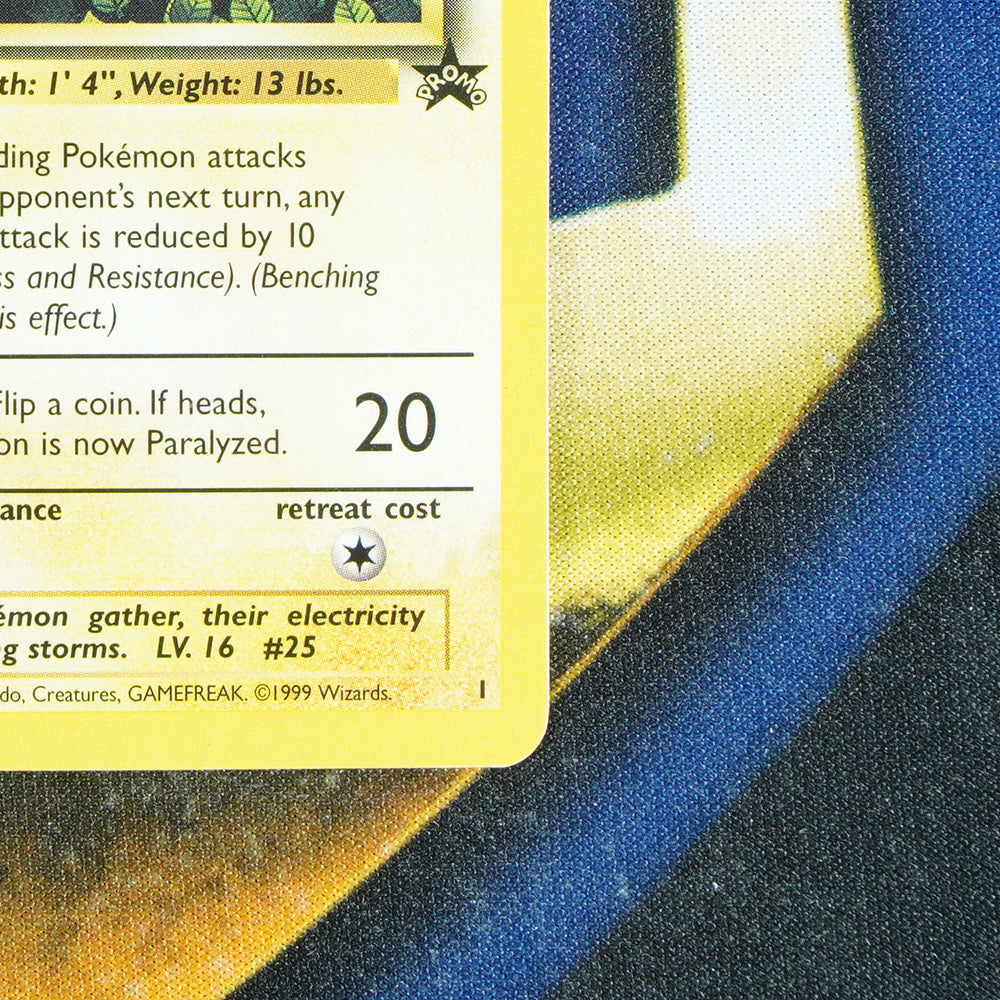 th: 1' 4", Weight: 13 lbs.
PROMO
ding Pokémon attacks
pponent's next turn, any
ttack is reduced by 10
ss and Resistance). (Benching
is effect.)
Flip a coin. If heads,
on is now Paralyzed.
20
ance
retreat cost
émon gather, their electricity
ng storms. LV. 16 #25
do, Creatures, GAMEFREAK. ©1999 Wizards.
1